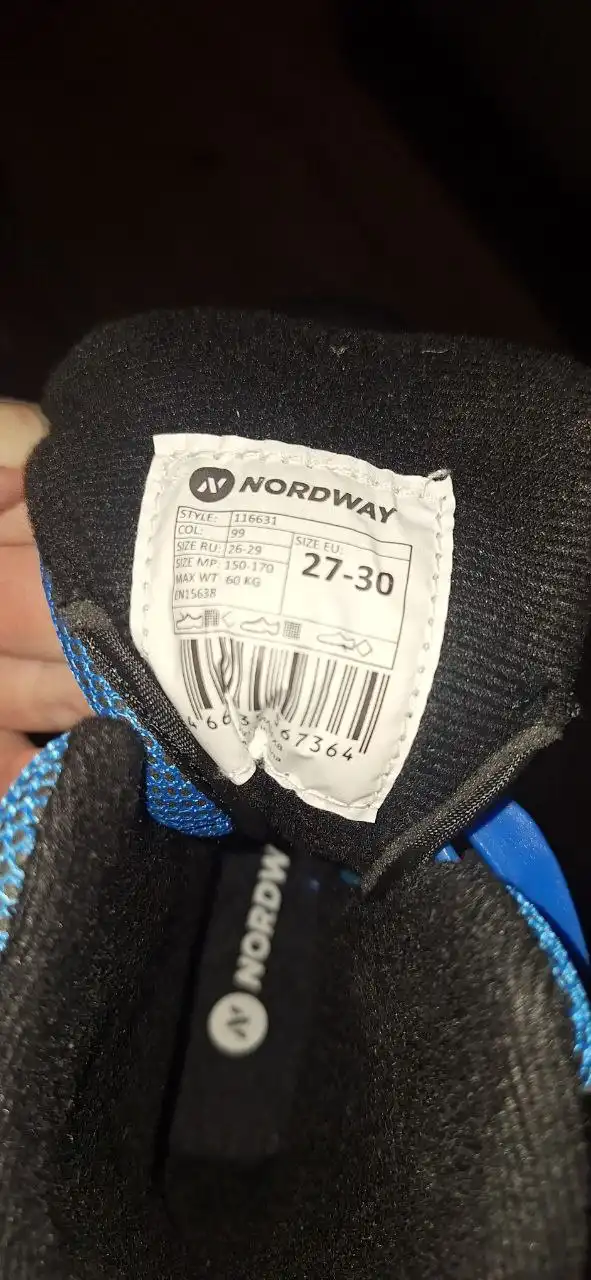 NORDWAY
STYLE: 116631
COL: 99
SIZE RU: 26-29
SIZE MP: 150-170
MAX WT 60 KG
EN15638
SIZE EU:
27-30
67364
NORDW